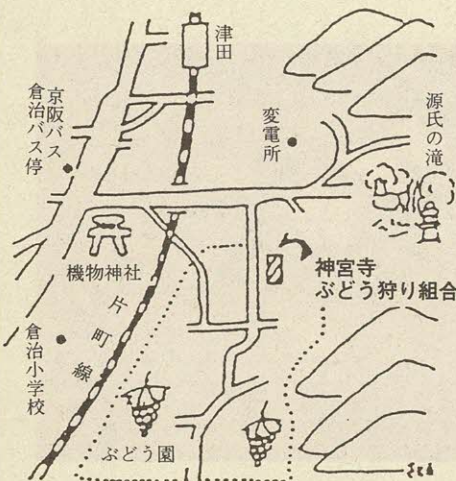 津田
京阪バス
倉治バス停
変電所
源氏の滝
機物神社
神宮寺
ぶどう狩り組合
片町線
倉治小学校
ぶどう園